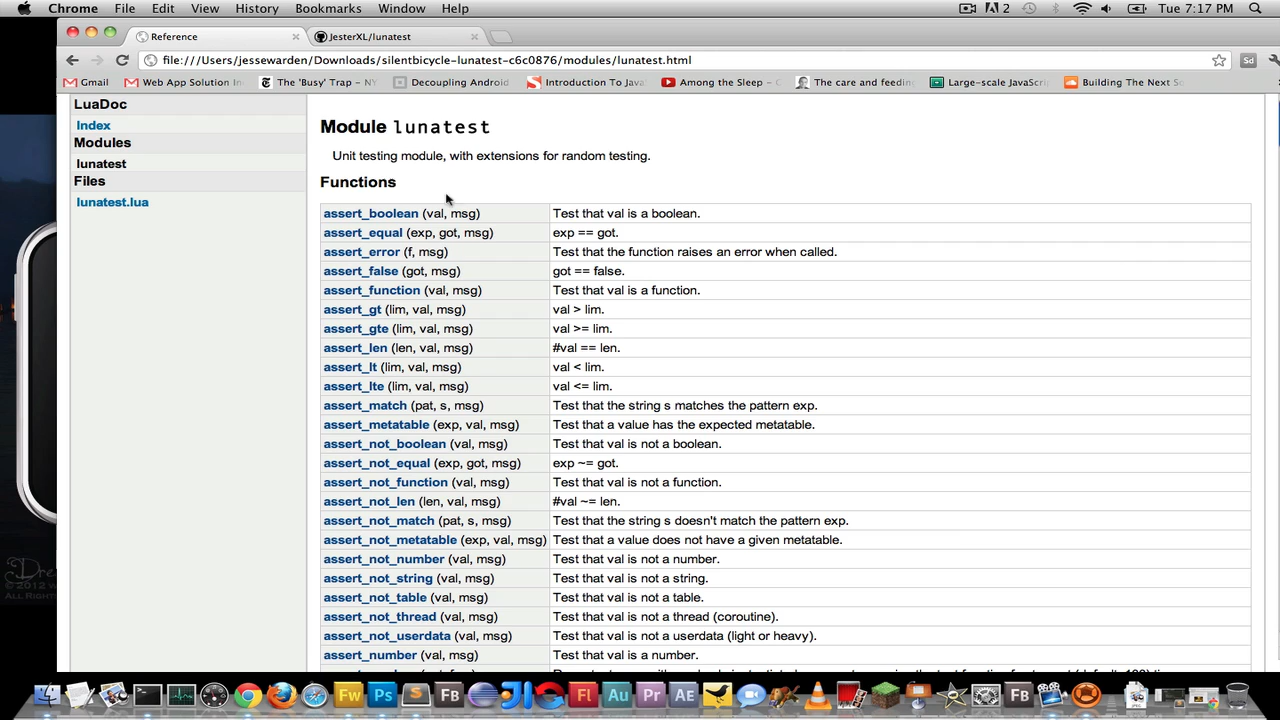 Chrome File Edit View History Bookmarks Window Help 2 Tue 7:17 PM
Reference JesterXL/lunatest
file:///Users/jessewarden/Downloads/silentbicycle-lunatest-c6c0876/modules/lunatest.html Sd
Gmail Web App Solution In The 'Busy' Trap - NY Decoupling Android Introduction To Java Among the Sleep - The care and feeding Large-scale JavaScri Building The Next S
LuaDoc
Index
Modules
lunatest
Files
lunatest.lua
Module lunatest
Unit testing module, with extensions for random testing.
Functions
assert_boolean (val, msg) Test that val is a boolean.
assert_equal (exp, got, msg) exp == got.
assert_error (f, msg) Test that the function raises an error when called.
assert_false (got, msg) got == false.
assert_function (val, msg) Test that val is a function.
assert_gt (lim, val, msg) val > lim.
assert_gte (lim, val, msg) val >= lim.
assert_len (len, val, msg) #val == len.
assert_lt (lim, val, msg) val < lim.
assert_lte (lim, val, msg) val <= lim.
assert_match (pat, s, msg) Test that the string s matches the pattern exp.
assert_metatable (exp, val, msg) Test that a value has the expected metatable.
assert_not_boolean (val, msg) Test that val is not a boolean.
assert_not_equal (exp, got, msg) exp ~= got.
assert_not_function (val, msg) Test that val is not a function.
assert_not_len (len, val, msg) #val ~= len.
assert_not_match (pat, s, msg) Test that the string s doesn't match the pattern exp.
assert_not_metatable (exp, val, msg) Test that a value does not have a given metatable.
assert_not_number (val, msg) Test that val is not a number.
assert_not_string (val, msg) Test that val is not a string.
assert_not_table (val, msg) Test that val is not a table.
assert_not_thread (val, msg) Test that val is not a thread (coroutine).
assert_not_userdata (val, msg) Test that val is not a userdata (light or heavy).
assert_number (val, msg) Test that val is a number.
Fw Ps Fb Fl Au Pr AE Fb